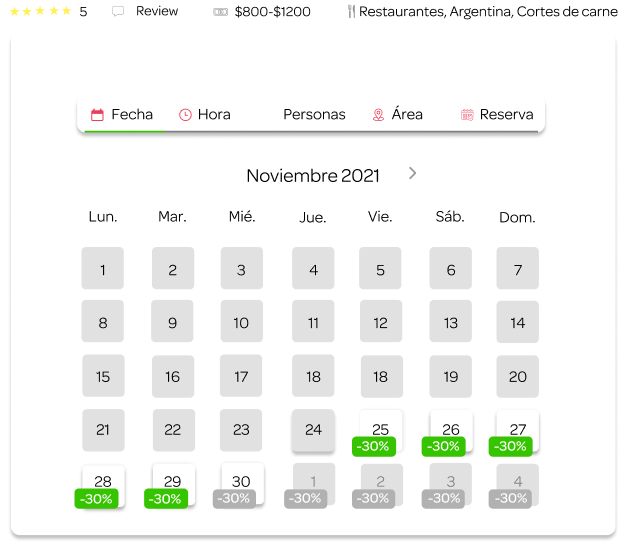 5 Review $800-$1200 Restaurantes, Argentina, Cortes de carne
Fecha Hora Personas Área Reserva
Noviembre 2021
Lun. Mar. Mié. Jue. Vie. Sáb. Dom.
1 2 3 4 5 6 7
8 9 10 11 12 13 14
15 16 17 18 18 19 20
21 22 23 24 25 26 27
-30% -30% -30%
28 29 30 1 2 3 4
-30% -30% -30% -30% -30% -30% -30%